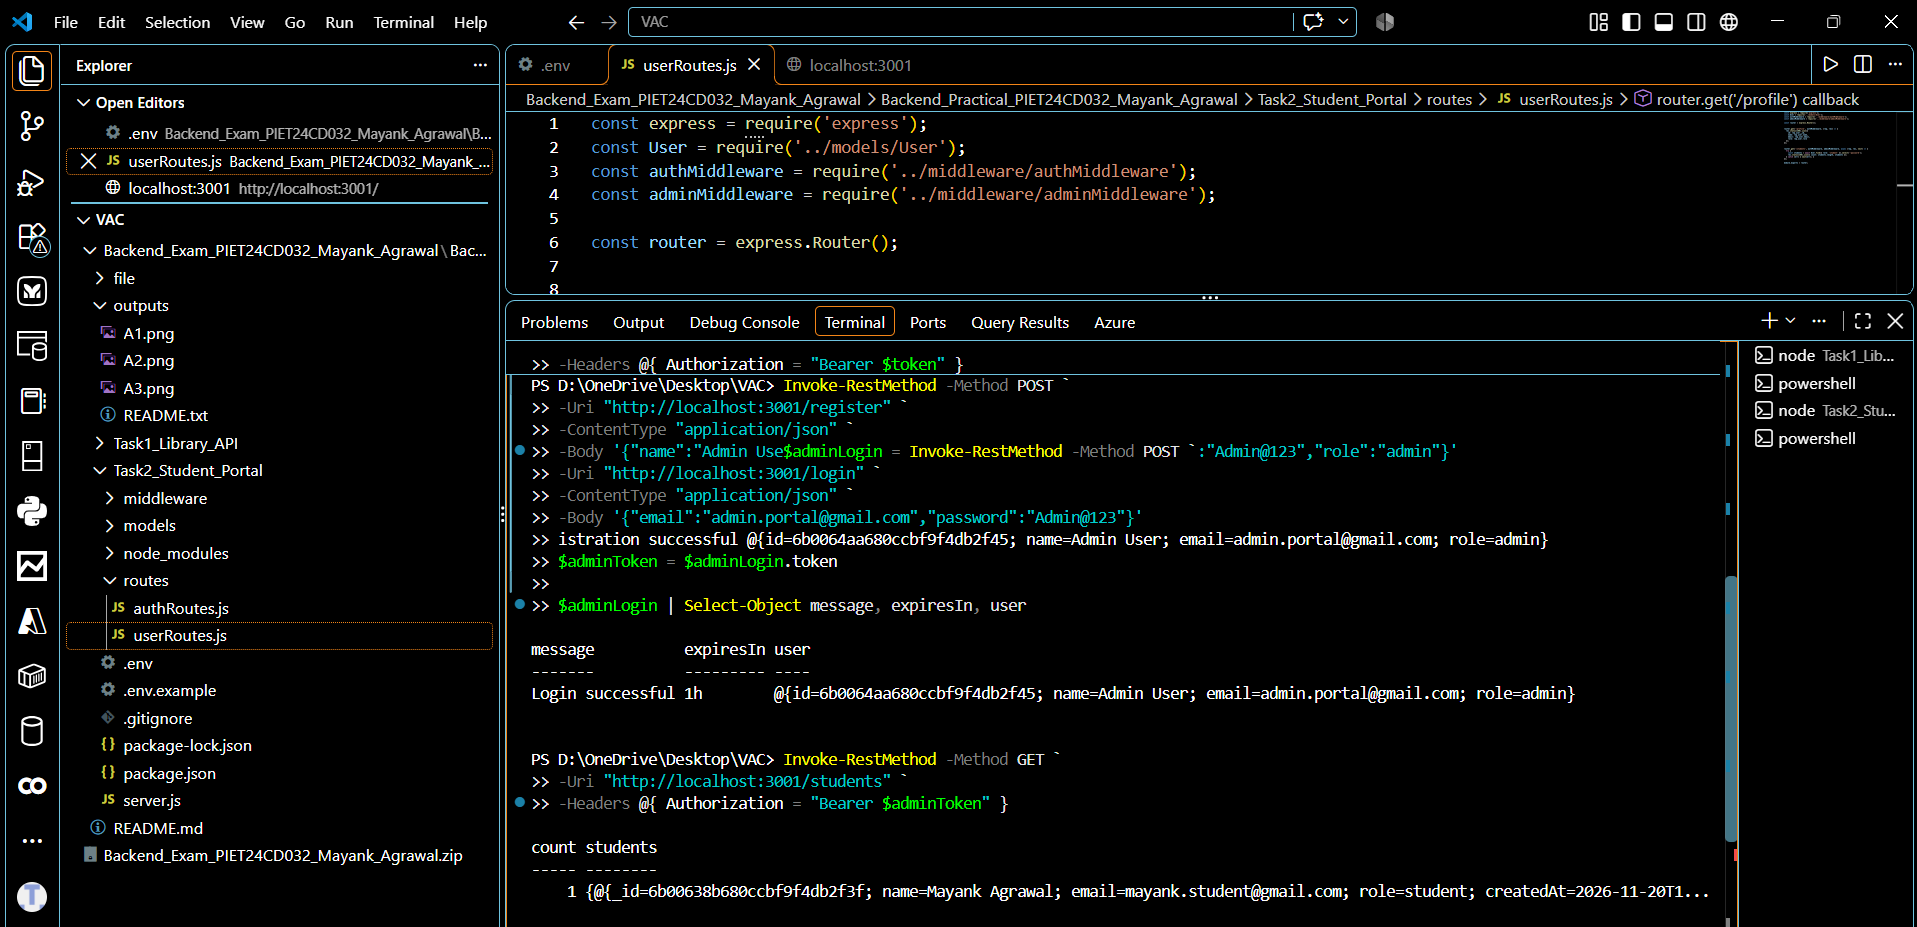 File Edit Selection View Go Run Terminal Help
VAC
Explorer
Open Editors
.env Backend_Exam_PIET24CD032_Mayank_Agrawal\B...
JS userRoutes.js Backend_Exam_PIET24CD032_Mayank_...
localhost:3001 http://localhost:3001/
VAC
Backend_Exam_PIET24CD032_Mayank_Agrawal\Bac...
file
outputs
A1.png
A2.png
A3.png
README.txt
Task1_Library_API
Task2_Student_Portal
middleware
models
node_modules
routes
JS authRoutes.js
JS userRoutes.js
.env
.env.example
.gitignore
{} package-lock.json
{} package.json
JS server.js
README.md
Backend_Exam_PIET24CD032_Mayank_Agrawal.zip
.env
JS userRoutes.js
localhost:3001
Backend_Exam_PIET24CD032_Mayank_Agrawal > Backend_Practical_PIET24CD032_Mayank_Agrawal > Task2_Student_Portal > routes > JS userRoutes.js > router.get('/profile') callback
1 const express = require('express');
2 const User = require('../models/User');
3 const authMiddleware = require('../middleware/authMiddleware');
4 const adminMiddleware = require('../middleware/adminMiddleware');
5
6 const router = express.Router();
7
8
Problems Output Debug Console Terminal Ports Query Results Azure
>> -Headers @{ Authorization = "Bearer $token" }
PS D:\OneDrive\Desktop\VAC> Invoke-RestMethod -Method POST `
>> -Uri "http://localhost:3001/register" `
>> -ContentType "application/json" `
>> -Body '{"name":"Admin Use$adminLogin = Invoke-RestMethod -Method POST `:"Admin@123","role":"admin"}'
>> -Uri "http://localhost:3001/login" `
>> -ContentType "application/json" `
>> -Body '{"email":"admin.portal@gmail.com","password":"Admin@123"}'
>> istration successful @{id=6b0064aa680ccbf9f4db2f45; name=Admin User; email=admin.portal@gmail.com; role=admin}
>> $adminToken = $adminLogin.token
>>
>> $adminLogin | Select-Object message, expiresIn, user
message expiresIn user
------- --------- ----
Login successful 1h @{id=6b0064aa680ccbf9f4db2f45; name=Admin User; email=admin.portal@gmail.com; role=admin}
PS D:\OneDrive\Desktop\VAC> Invoke-RestMethod -Method GET `
>> -Uri "http://localhost:3001/students" `
>> -Headers @{ Authorization = "Bearer $adminToken" }
count students
----- --------
1 {@{_id=6b00638b680ccbf9f4db2f3f; name=Mayank Agrawal; email=mayank.student@gmail.com; role=student; createdAt=2026-11-20T1...
node Task1_Lib...
powershell
node Task2_Stu...
powershell